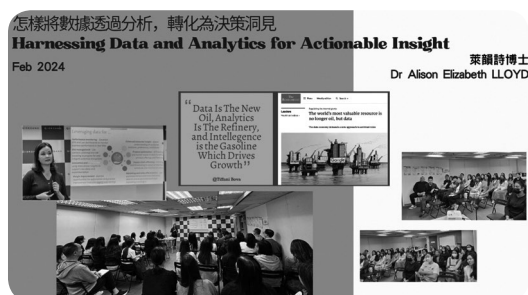 怎樣將數據透過分析，轉化為決策洞見
Harnessing Data and Analytics for Actionable Insight
Feb 2024
萊韻詩博士
Dr Alison Elizabeth LLOYD
“Data Is The New
Oil, Analytics
Is The Refinery,
and Intellegence
is the Gasoline
Which Drives
Growth”
The world's most valuable resource is
no longer oil, but data